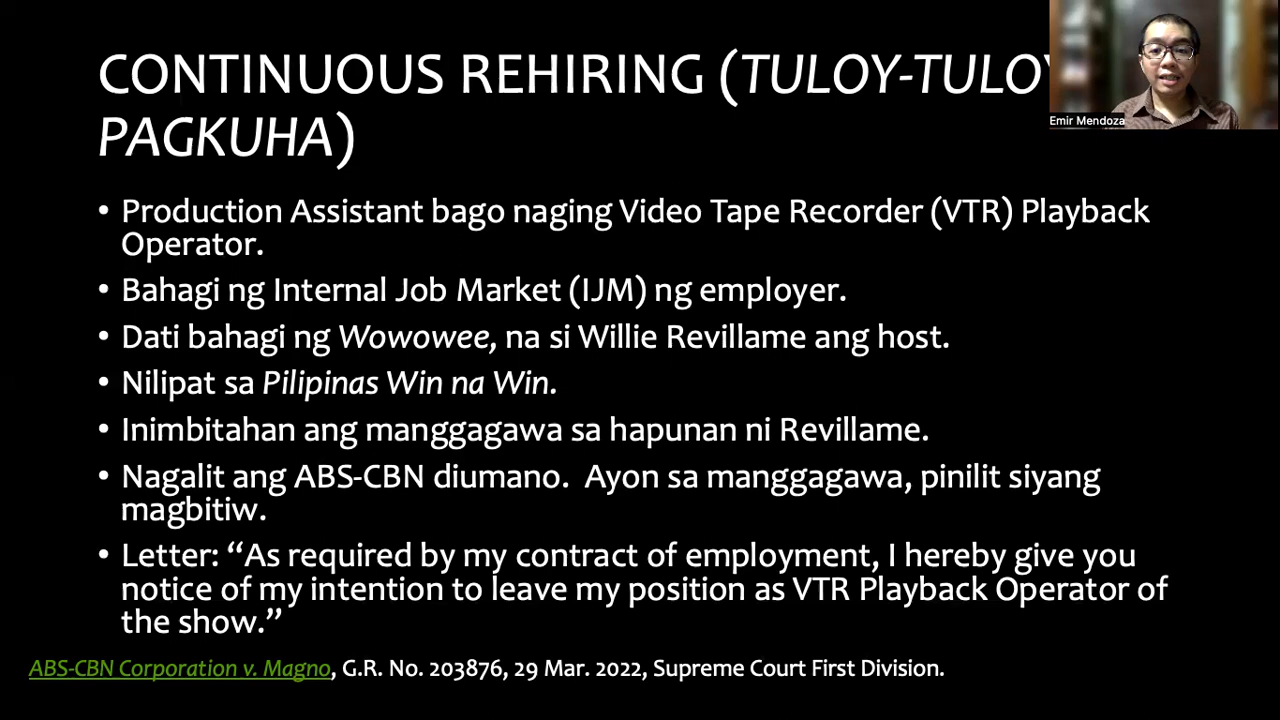 CONTINUOUS REHIRING (TULOY-TULOY
PAGKUHA)
Emir Mendoza
• Production Assistant bago naging Video Tape Recorder (VTR) Playback
Operator.
• Bahagi ng Internal Job Market (IJM) ng employer.
• Dati bahagi ng Wowowee, na si Willie Revillame ang host.
• Nilipat sa Pilipinas Win na Win.
• Inimbitahan ang manggagawa sa hapunan ni Revillame.
• Nagalit ang ABS-CBN diumano.  Ayon sa manggagawa, pinilit siyang
magbitiw.
• Letter: “As required by my contract of employment, I hereby give you
notice of my intention to leave my position as VTR Playback Operator of
the show.”
ABS-CBN Corporation v. Magno, G.R. No. 203876, 29 Mar. 2022, Supreme Court First Division.